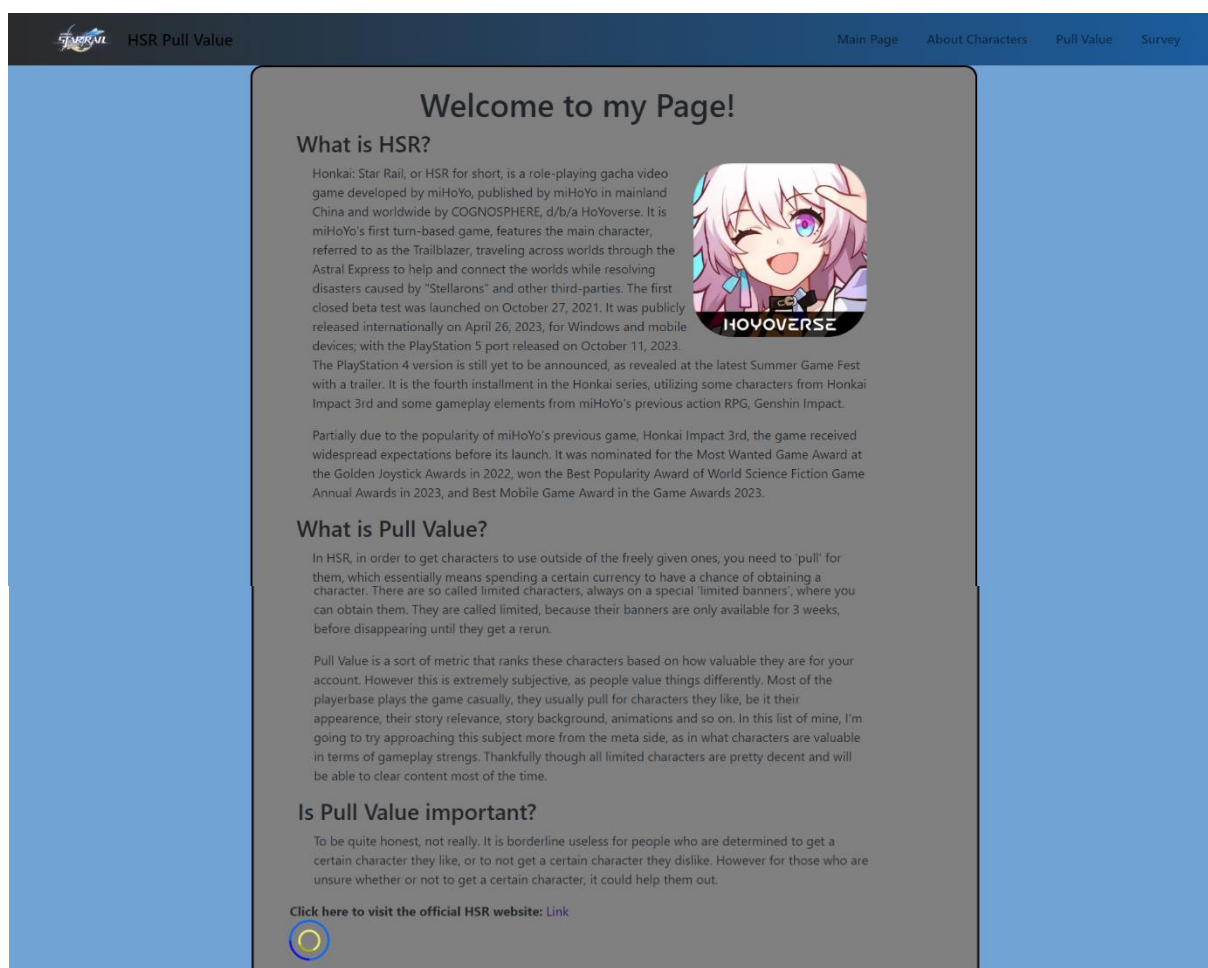 STARRAIL HSR Pull Value Main Page About Characters Pull Value Survey
Welcome to my Page!
What is HSR?
Honkai: Star Rail, or HSR for short, is a role-playing gacha video
game developed by miHoYo, published by miHoYo in mainland
China and worldwide by COGNOSPHERE, d/b/a HoYoverse. It is
miHoYo's first turn-based game, features the main character,
referred to as the Trailblazer, traveling across worlds through the
Astral Express to help and connect the worlds while resolving
disasters caused by "Stellarons" and other third-parties. The first
closed beta test was launched on October 27, 2021. It was publicly
released internationally on April 26, 2023, for Windows and mobile
devices; with the PlayStation 5 port released on October 11, 2023.
HOYOVERSE
The PlayStation 4 version is still yet to be announced, as revealed at the latest Summer Game Fest
with a trailer. It is the fourth installment in the Honkai series, utilizing some characters from Honkai
Impact 3rd and some gameplay elements from miHoYo's previous action RPG, Genshin Impact.
Partially due to the popularity of miHoYo's previous game, Honkai Impact 3rd, the game received
widespread expectations before its launch. It was nominated for the Most Wanted Game Award at
the Golden Joystick Awards in 2022, won the Best Popularity Award of World Science Fiction Game
Annual Awards in 2023, and Best Mobile Game Award in the Game Awards 2023.
What is Pull Value?
In HSR, in order to get characters to use outside of the freely given ones, you need to 'pull' for
them, which essentially means spending a certain currency to have a chance of obtaining a
character. There are so called limited characters, always on a special 'limited banners', where you
can obtain them. They are called limited, because their banners are only available for 3 weeks,
before disappearing until they get a rerun.
Pull Value is a sort of metric that ranks these characters based on how valuable they are for your
account. However this is extremely subjective, as people value things differently. Most of the
playerbase plays the game casually, they usually pull for characters they like, be it their
appearence, their story relevance, story background, animations and so on. In this list of mine, I'm
going to try approaching this subject more from the meta side, as in what characters are valuable
in terms of gameplay strengs. Thankfully though all limited characters are pretty decent and will
be able to clear content most of the time.
Is Pull Value important?
To be quite honest, not really. It is borderline useless for people who are determined to get a
certain character they like, or to not get a certain character they dislike. However for those who are
unsure whether or not to get a certain character, it could help them out.
Click here to visit the official HSR website: Link